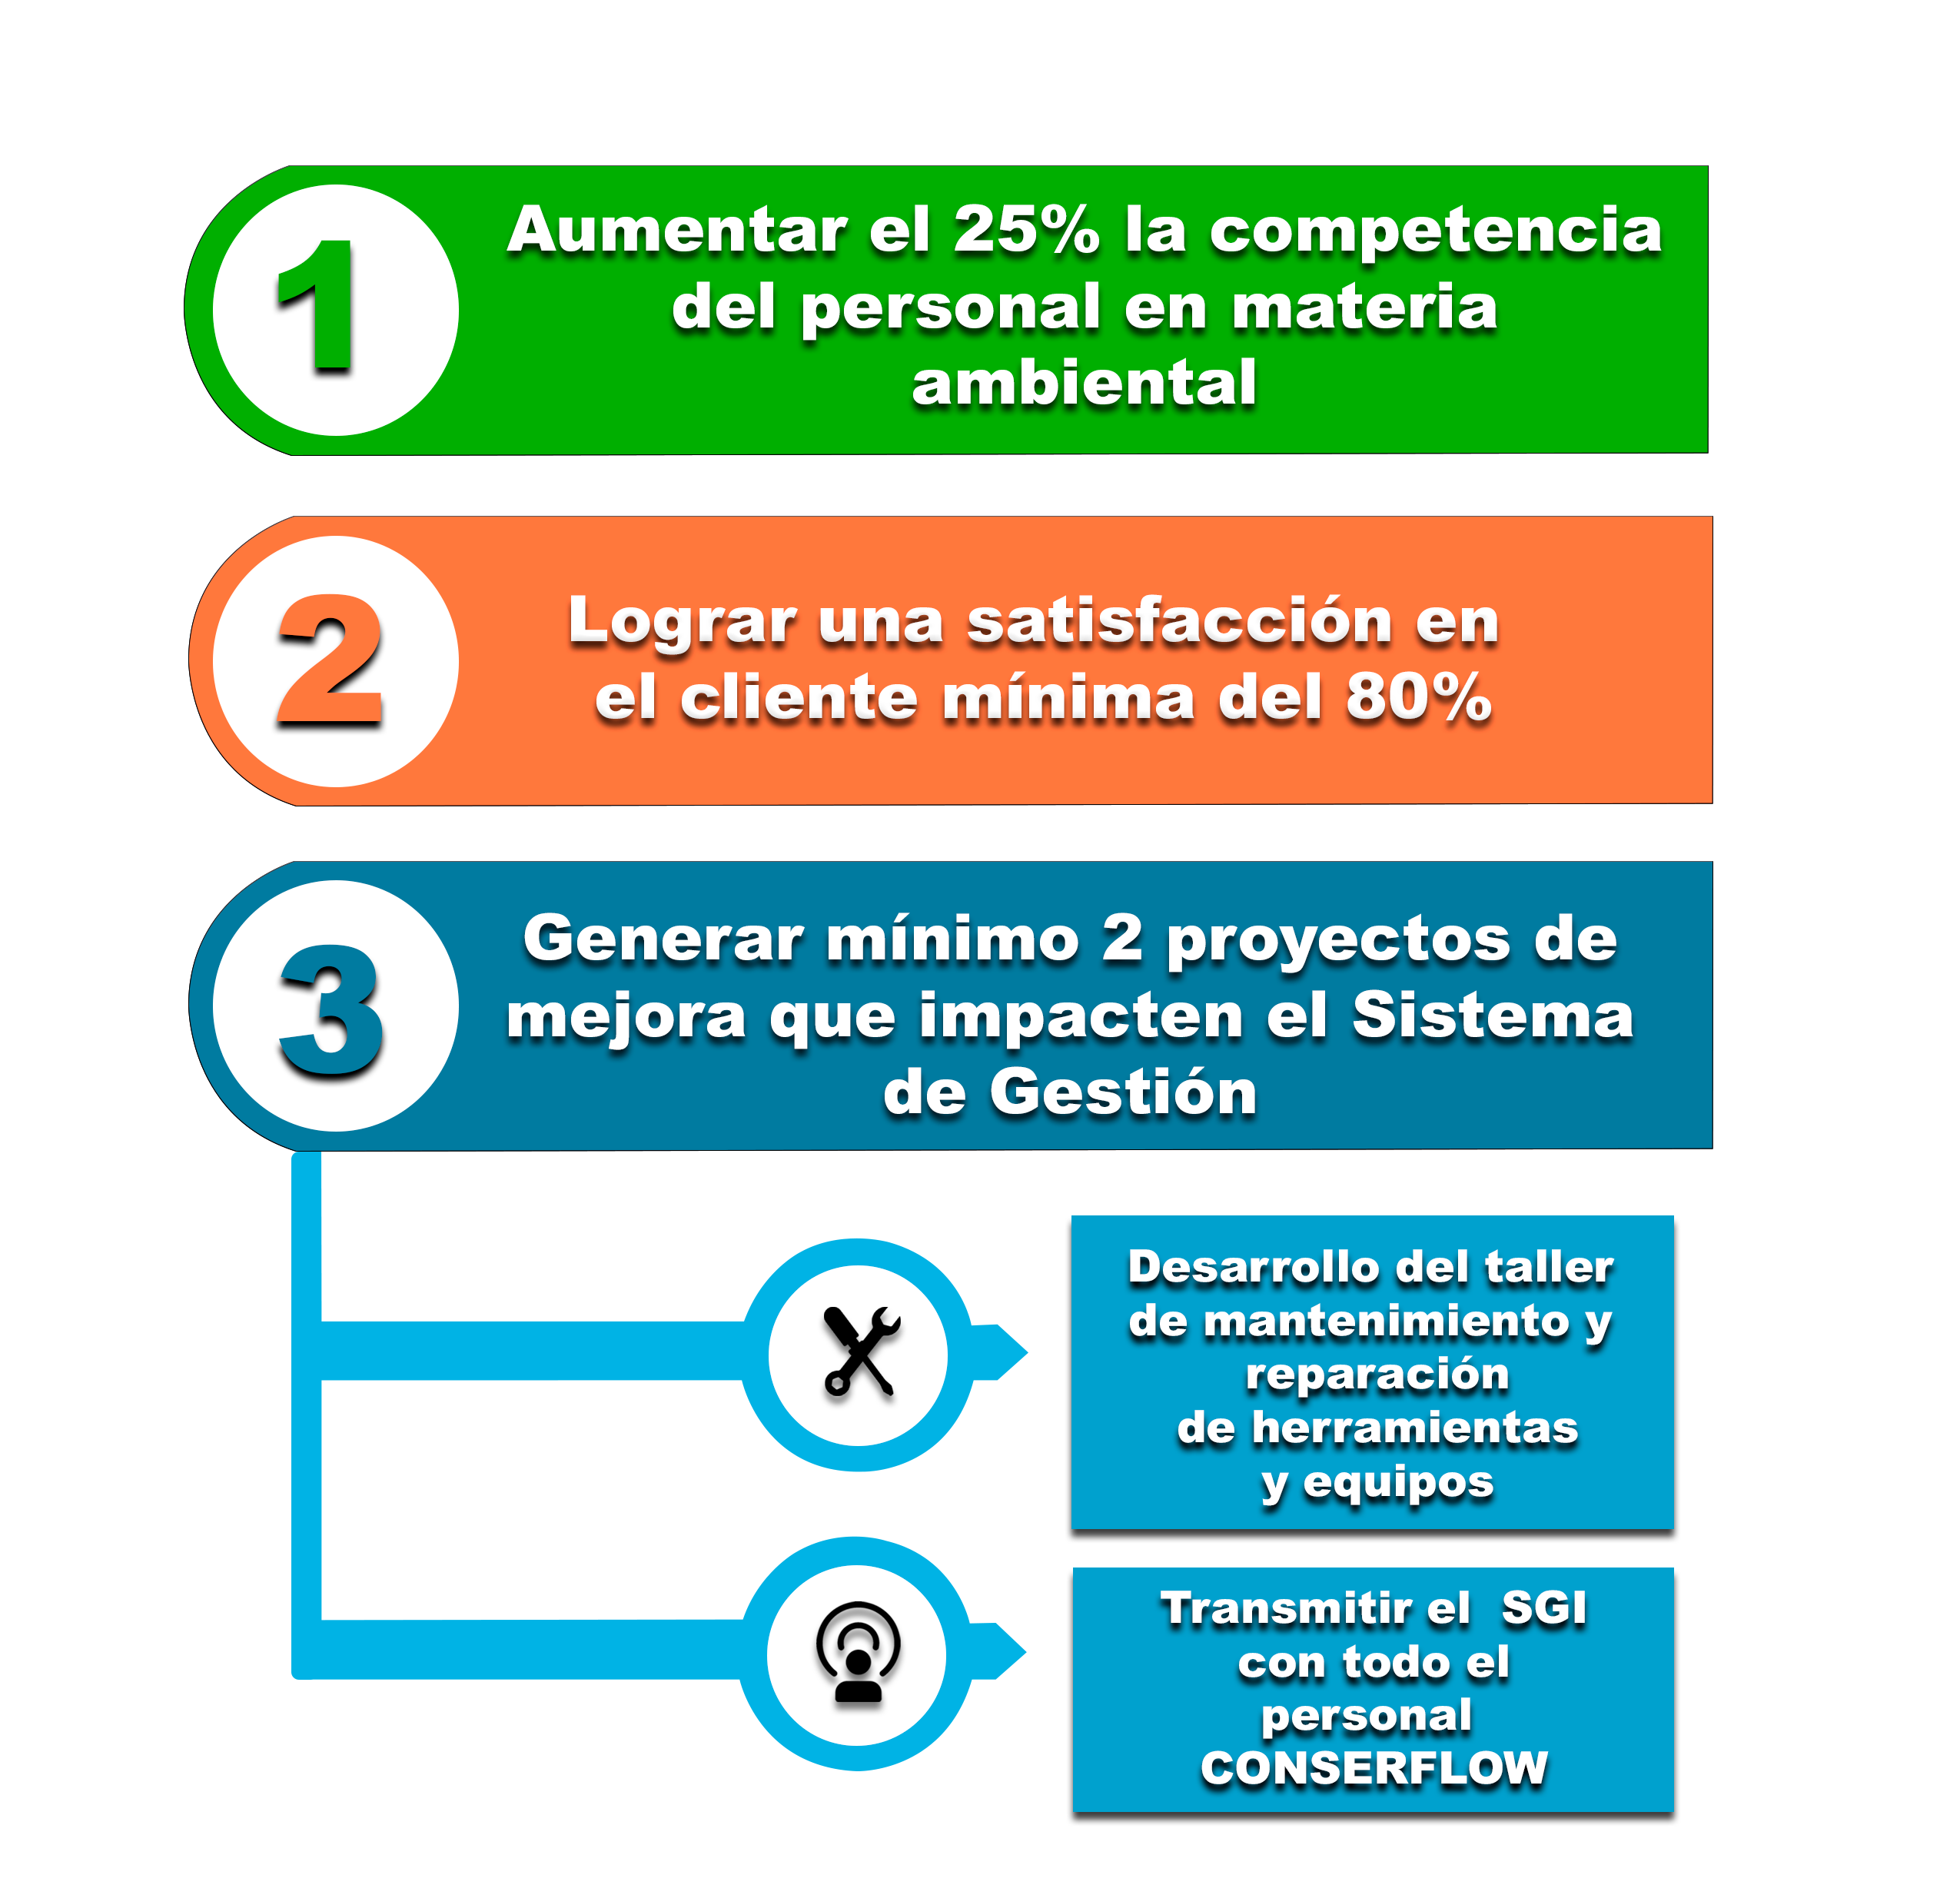 1
Aumentar el 25% la competencia
del personal en materia
ambiental
2
Lograr una satisfacción en
el cliente mínima del 80%
3
Generar mínimo 2 proyectos de
mejora que impacten el Sistema
de Gestión
Desarrollo del taller
de mantenimiento y
reparación
de herramientas
y equipos
Transmitir el SGI
con todo el
personal
CONSERFLOW